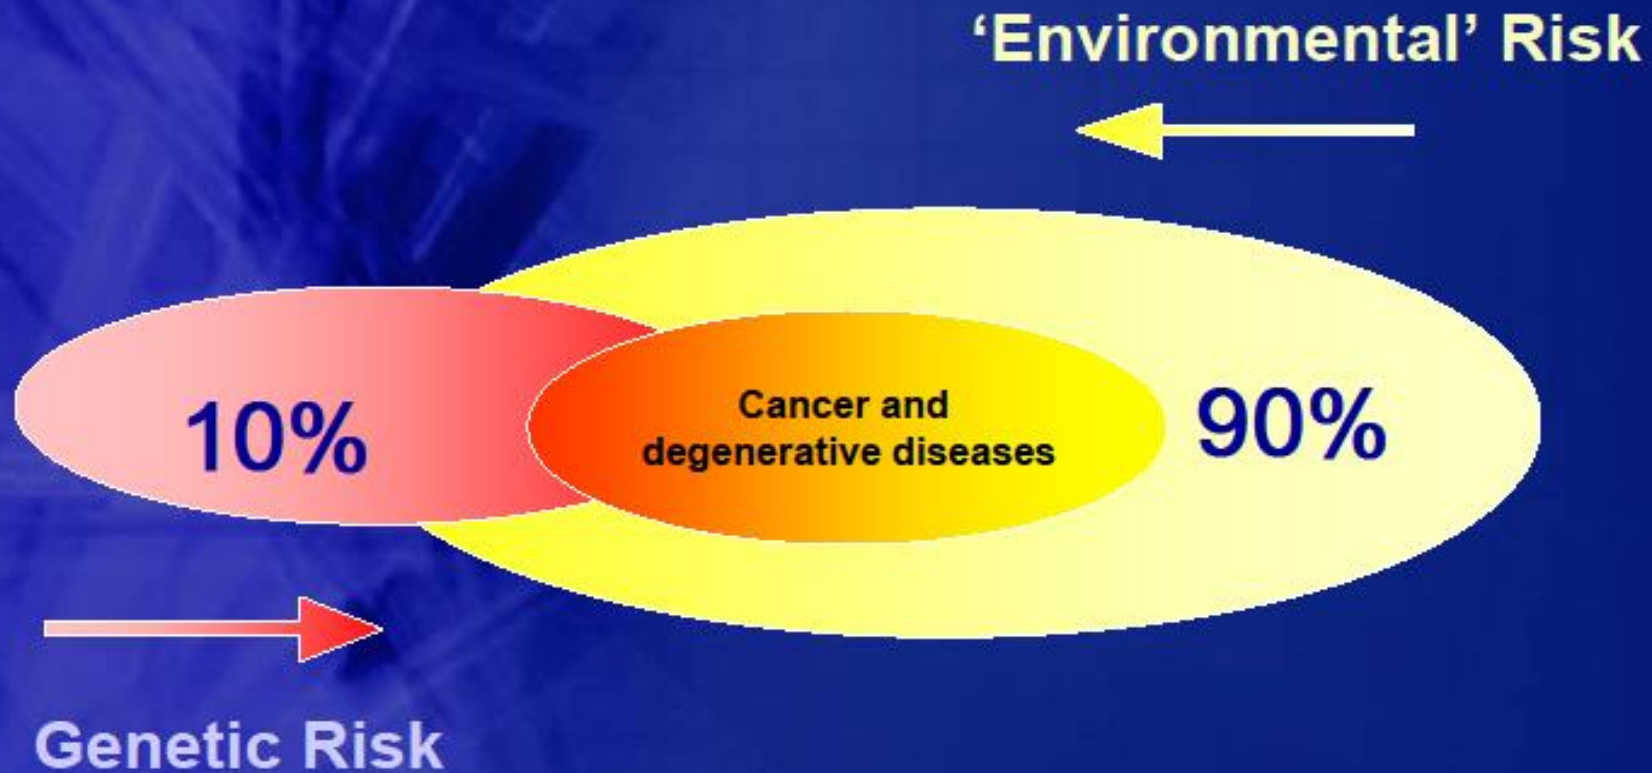 ‘Environmental’ Risk
10%
Cancer and
degenerative diseases
90%
Genetic Risk